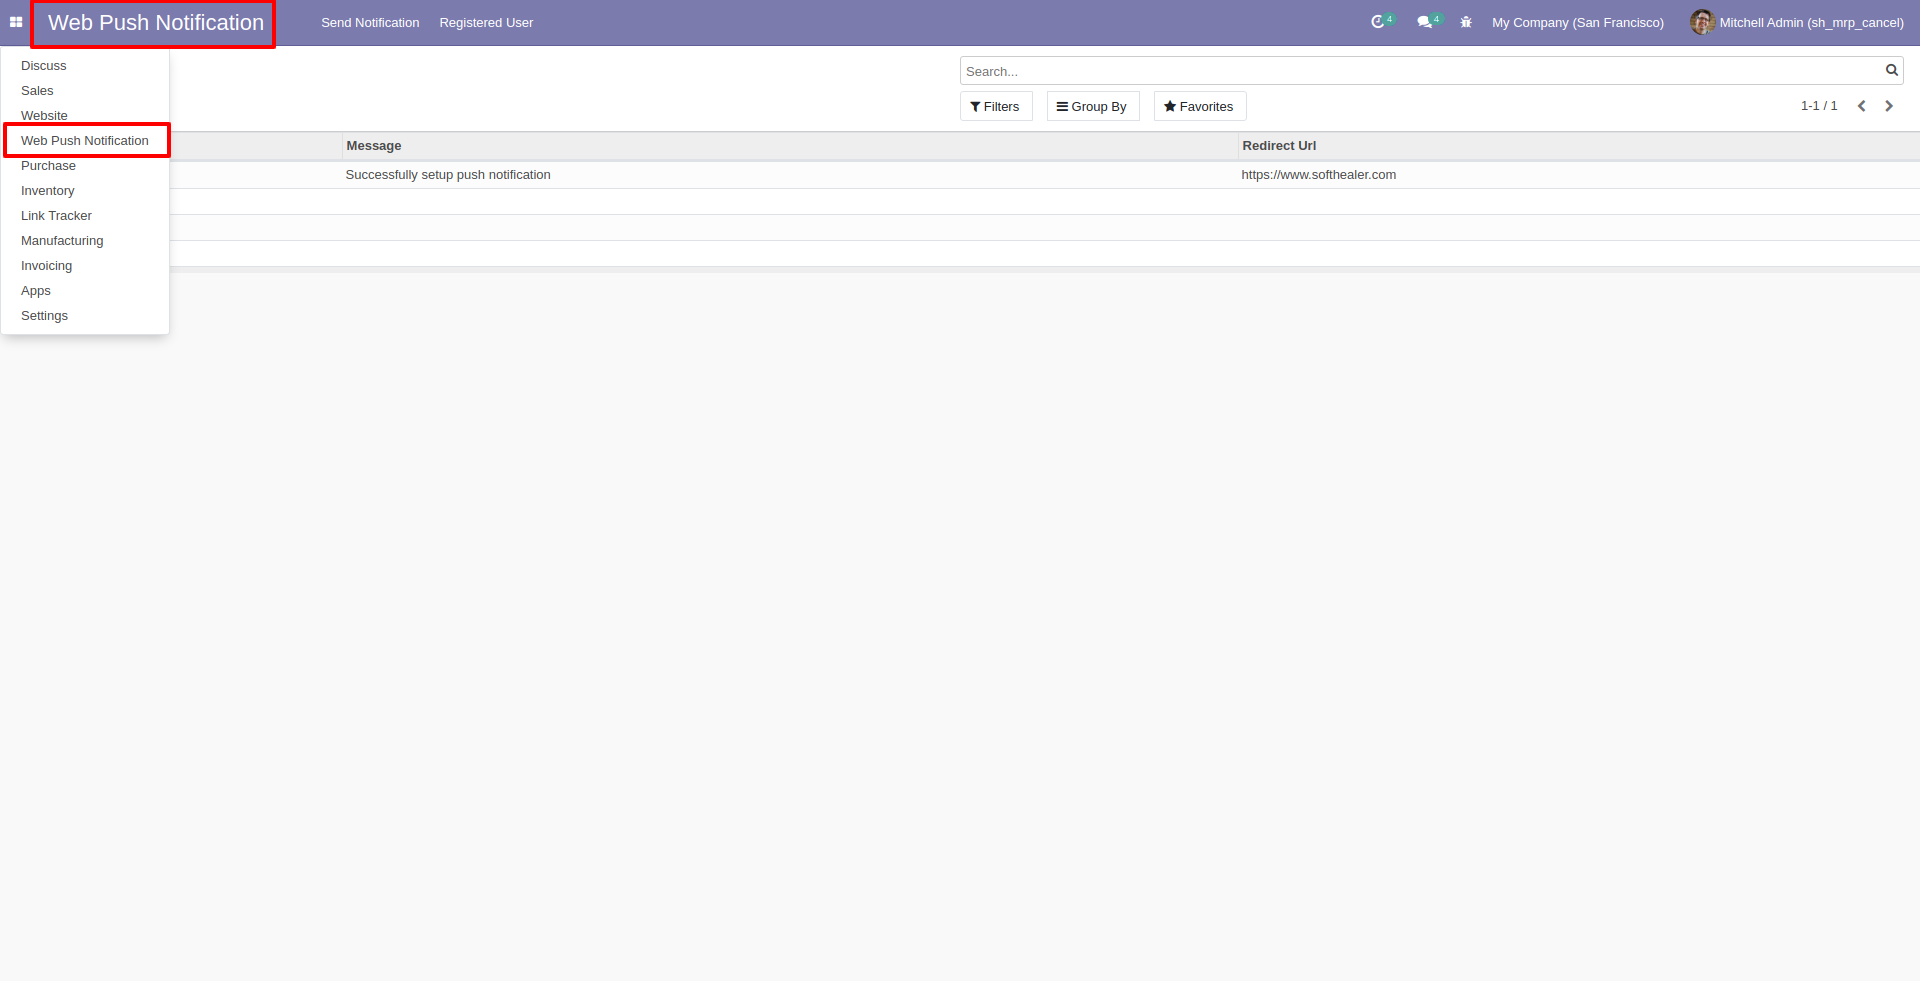 Web Push Notification
Send Notification
Registered User
4
4
My Company (San Francisco)
Mitchell Admin (sh_mrp_cancel)
Discuss
Sales
Website
Web Push Notification
Purchase
Inventory
Link Tracker
Manufacturing
Invoicing
Apps
Settings
Search...
Filters
Group By
Favorites
1-1 / 1
Message
Redirect Url
Successfully setup push notification
https://www.softhealer.com